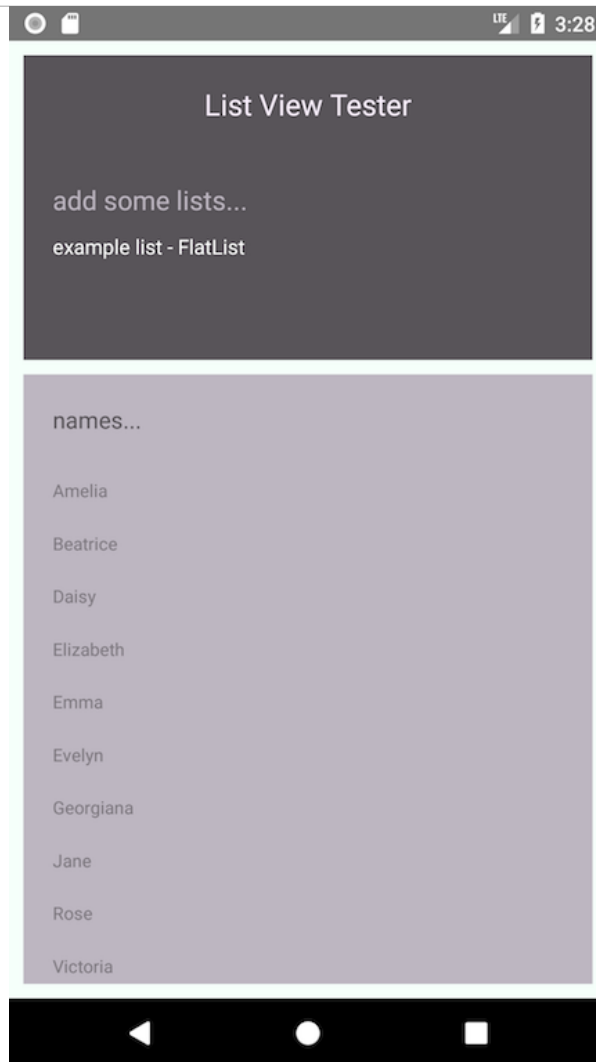 LTE 3:28
List View Tester
add some lists...
example list - FlatList
names...
Amelia
Beatrice
Daisy
Elizabeth
Emma
Evelyn
Georgiana
Jane
Rose
Victoria